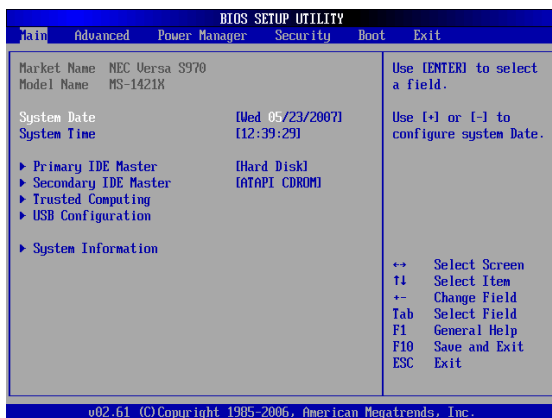 BIOS SETUP UTILITY
Main Advanced Power Manager Security Boot Exit
Market Name NEC Versa S970
Model Name MS-1421X
System Date [Wed 05/23/2007]
System Time [12:39:29]
▶ Primary IDE Master [Hard Disk]
▶ Secondary IDE Master [ATAPI CDROM]
▶ Trusted Computing
▶ USB Configuration
▶ System Information
Use [ENTER] to select
a field.
Use [+] or [-] to
configure system Date.
↔ Select Screen
↑↓ Select Item
+- Change Field
Tab Select Field
F1 General Help
F10 Save and Exit
ESC Exit
v02.61 (C)Copyright 1985-2006, American Megatrends, Inc.